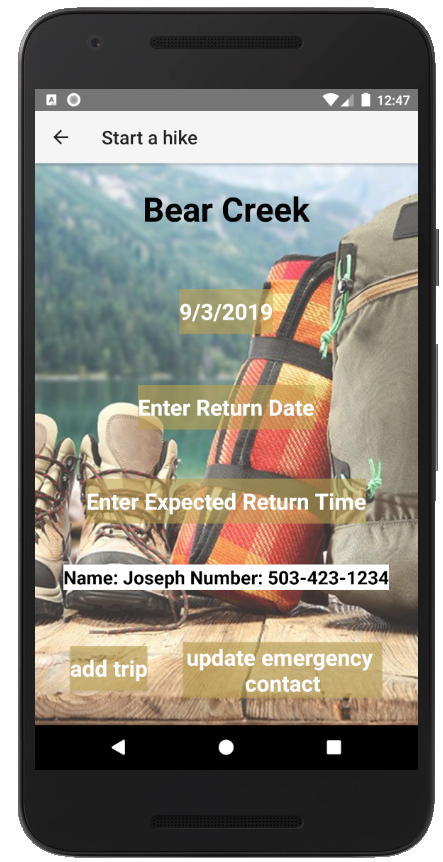 12:47
Start a hike
Bear Creek
9/3/2019
Enter Return Date
Enter Expected Return Time
Name: Joseph Number: 503-423-1234
add trip
update emergency
contact